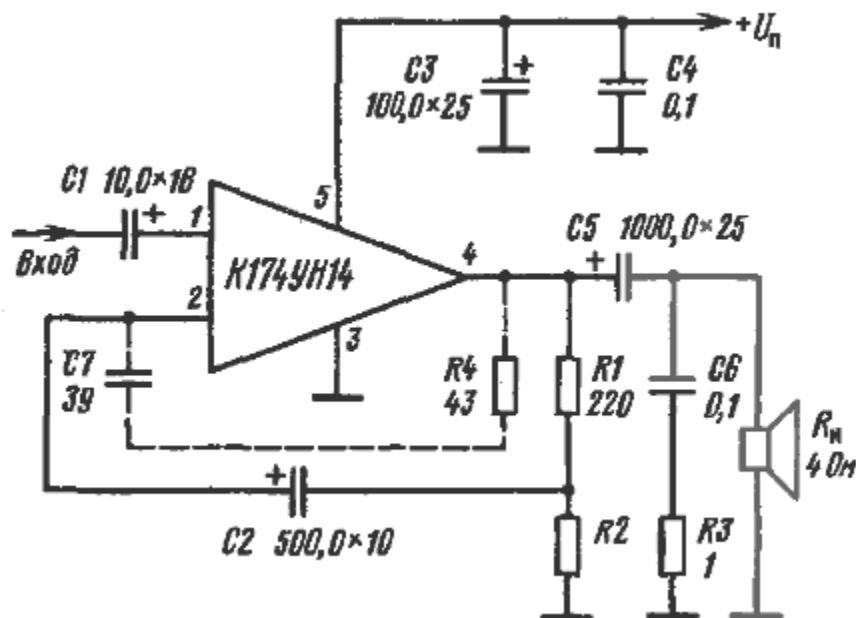 +Uп
C3
100,0×25
+
C4
0,1
C1 10,0×16
+
1
5
4
C5 1000,0×25
+
Вход
К174УН14
2
3
C7
39
R4
43
R1
220
C6
0,1
Rн
4 Ом
+
C2 500,0×10
R2
R3
1